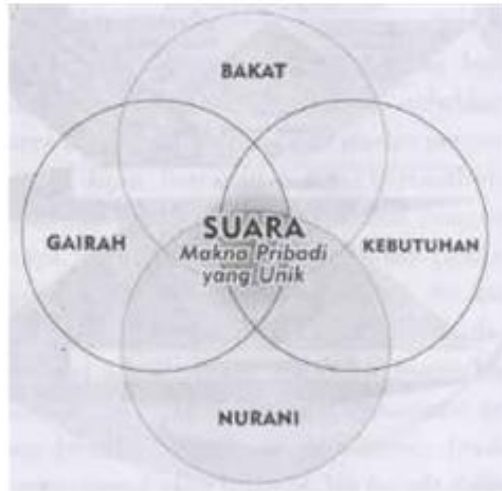 BAKAT
GAIRAH
SUARA
Makna Pribadi
yang Unik
KEBUTUHAN
NURANI